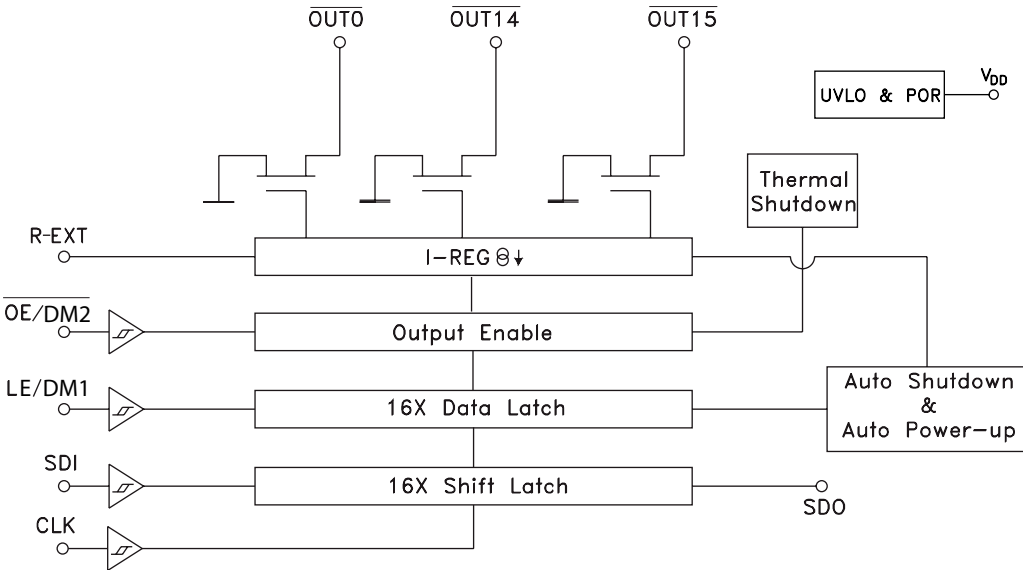 OUT0
OUT14
OUT15
UVLO & POR
VDD
Thermal
Shutdown
R-EXT
I-REG
OE/DM2
Output Enable
LE/DM1
16X Data Latch
Auto Shutdown
&
Auto Power-up
SDI
16X Shift Latch
SDO
CLK